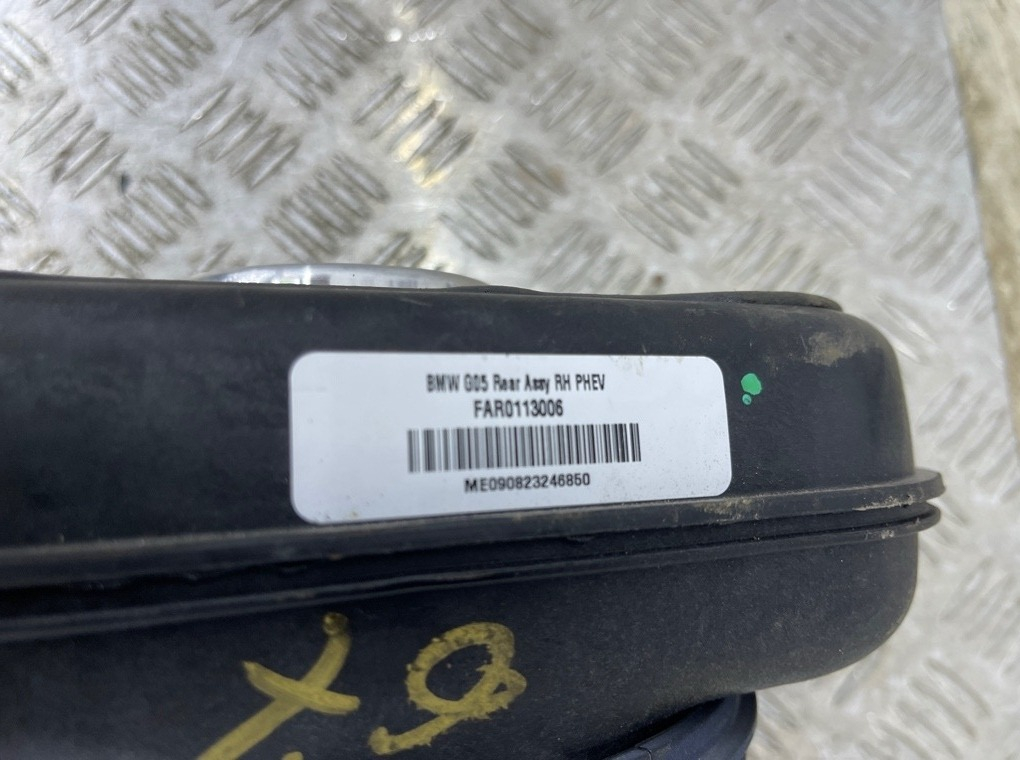 BMW G05 Rear Assy RH PHEV
FAR0113006
ME090823246850